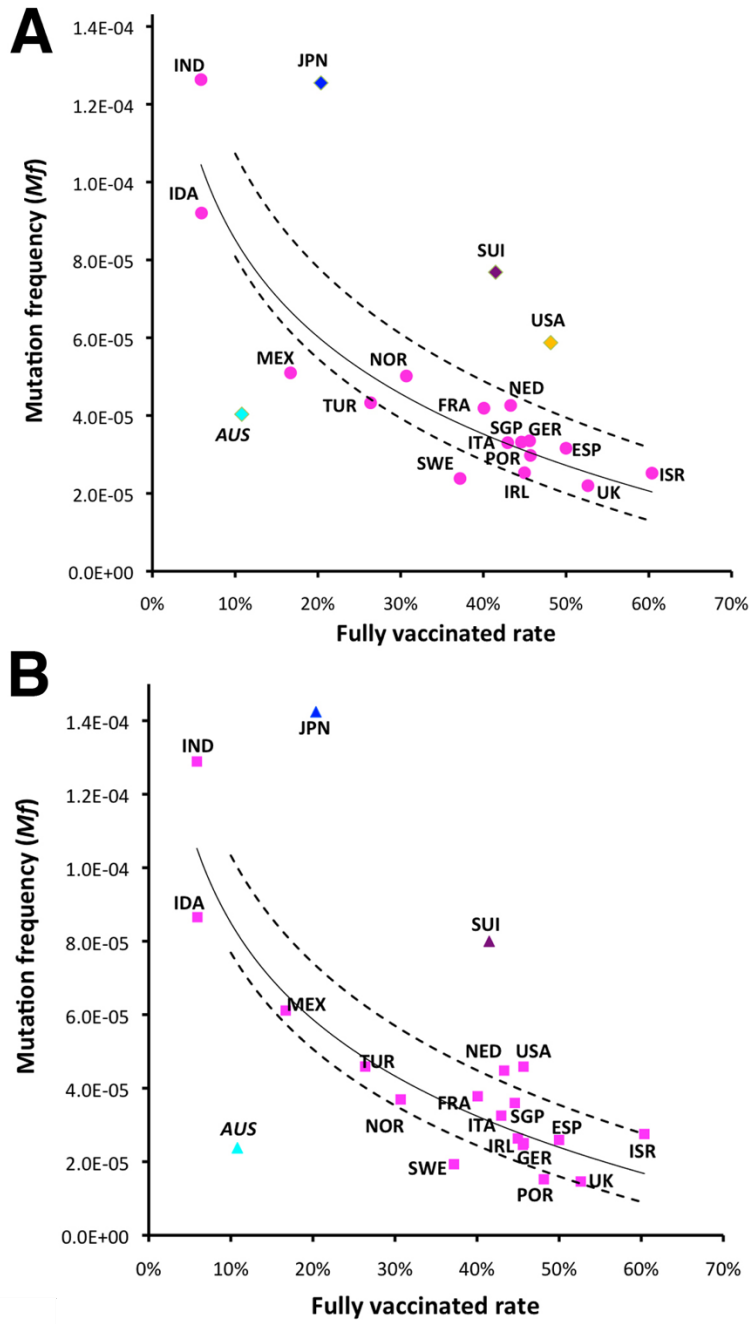 A
1.4E-04
IND
JPN
1.2E-04
1.0E-04
IDA
8.0E-05
SUI
USA
6.0E-05
MEX
NOR
NED
TUR
FRA
4.0E-05
AUS
SGP GER
ITA
ESP
POR
SWE
ISR
IRL
UK
2.0E-05
0.0E+00
Mutation frequency (Mf)
0% 10% 20% 30% 40% 50% 60% 70%
Fully vaccinated rate
B
1.4E-04
JPN
IND
1.2E-04
1.0E-04
IDA
SUI
8.0E-05
MEX
6.0E-05
NED USA
TUR
4.0E-05
FRA
SGP
NOR
ITA
ESP
AUS
IRL
ISR
GER
2.0E-05
SWE
UK
POR
0.0E+00
Mutation frequency (Mf)
0% 10% 20% 30% 40% 50% 60% 70%
Fully vaccinated rate